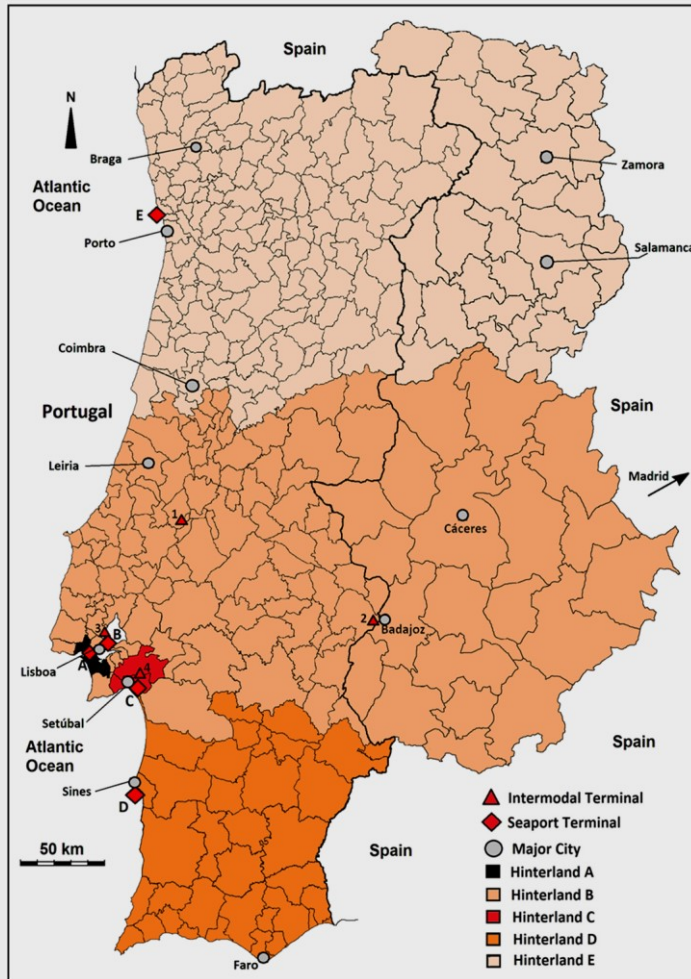 Spain
N
Braga
Zamora
Atlantic
Ocean
E
Porto
Salamanca
Coimbra
Portugal
Spain
Leiria
Madrid
1
Cáceres
2
Badajoz
3
B
Lisboa
A
4
C
Setúbal
Atlantic
Ocean
Spain
Sines
D
Intermodal Terminal
Seaport Terminal
50 km
Spain
Major City
Hinterland A
Hinterland B
Hinterland C
Hinterland D
Faro
Hinterland E